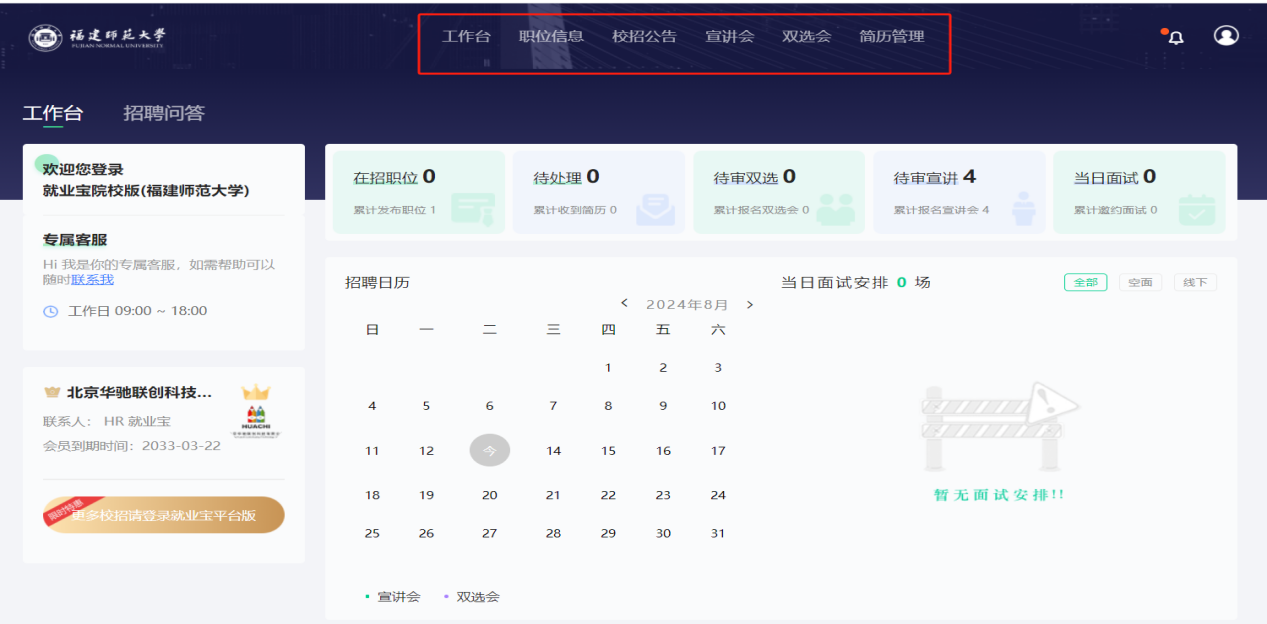 福建师范大学
FUJIAN NORMAL UNIVERSITY
工作台 职位信息 校招公告 宣讲会 双选会 简历管理
工作台 招聘问答
欢迎您登录
就业宝院校版(福建师范大学)
专属客服
Hi 我是你的专属客服，如需帮助可以
随时联系我
工作日 09:00 ~ 18:00
北京华驰联创科技...
联系人： HR 就业宝
HUACHI
会员到期时间：2033-03-22
限时特惠
更多校招请登录就业宝平台版
在招职位 0
累计发布职位 1
待处理 0
累计收到简历 0
待审双选 0
累计报名双选会 0
待审宣讲 4
累计报名宣讲会 4
当日面试 0
累计邀约面试 0
招聘日历
< 2024年8月 >
日 一 二 三 四 五 六
1 2 3
4 5 6 7 8 9 10
11 12 今 14 15 16 17
18 19 20 21 22 23 24
25 26 27 28 29 30 31
宣讲会 双选会
当日面试安排 0 场
全部 空面 线下
暂无面试安排!!